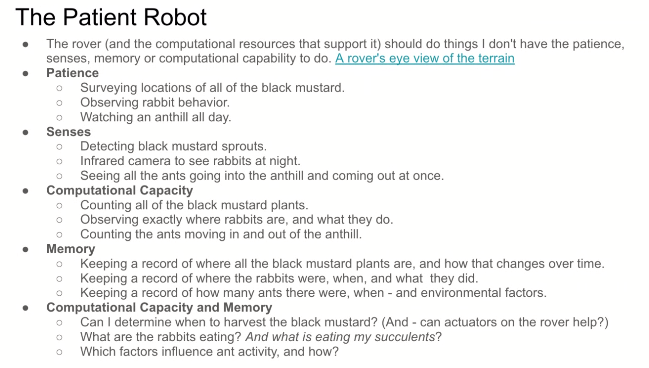 The Patient Robot
● The rover (and the computational resources that support it) should do things I don't have the patience,
senses, memory or computational capability to do. A rover's eye view of the terrain
● Patience
○ Surveying locations of all of the black mustard.
○ Observing rabbit behavior.
○ Watching an anthill all day.
● Senses
○ Detecting black mustard sprouts.
○ Infrared camera to see rabbits at night.
○ Seeing all the ants going into the anthill and coming out at once.
● Computational Capacity
○ Counting all of the black mustard plants.
○ Observing exactly where rabbits are, and what they do.
○ Counting the ants moving in and out of the anthill.
● Memory
○ Keeping a record of where all the black mustard plants are, and how that changes over time.
○ Keeping a record of where the rabbits were, when, and what they did.
○ Keeping a record of how many ants there were, when - and environmental factors.
● Computational Capacity and Memory
○ Can I determine when to harvest the black mustard? (And - can actuators on the rover help?)
○ What are the rabbits eating? And what is eating my succulents?
○ Which factors influence ant activity, and how?